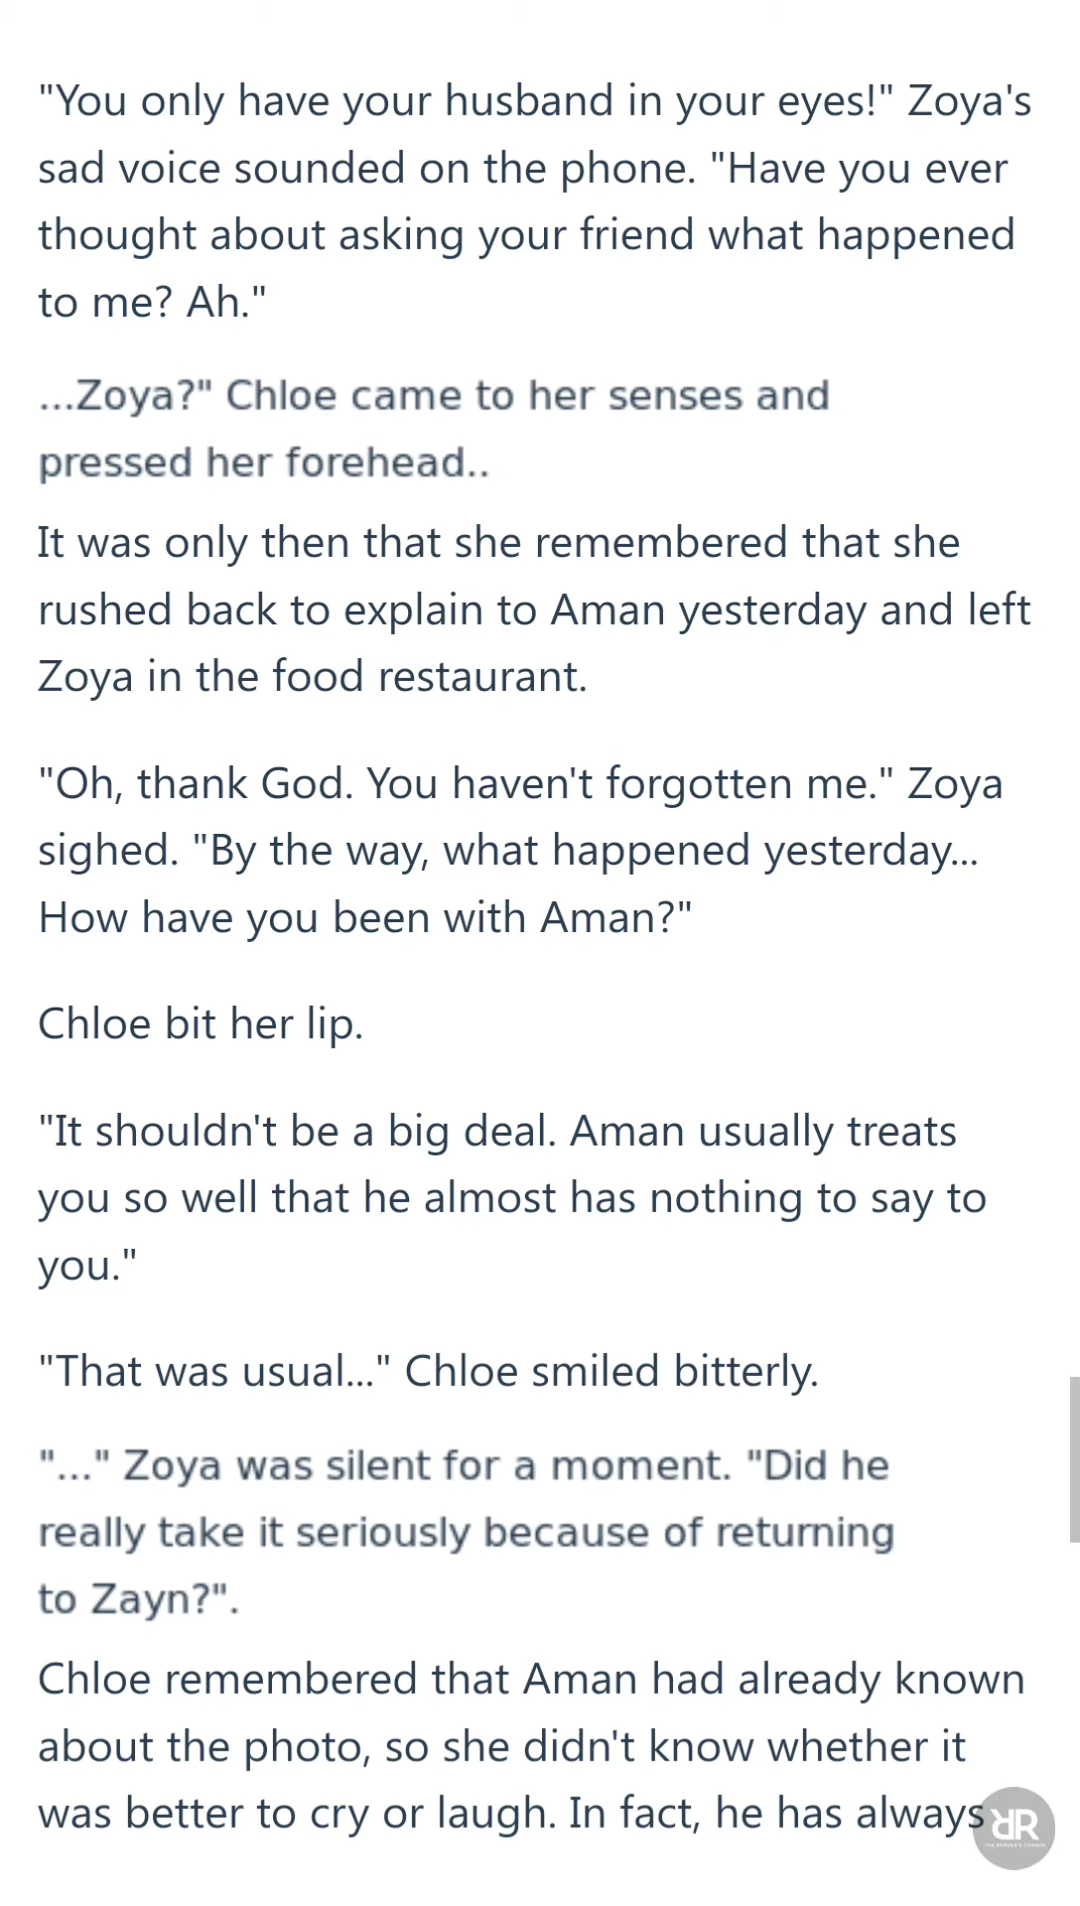 "You only have your husband in your eyes!" Zoya's
sad voice sounded on the phone. "Have you ever
thought about asking your friend what happened
to me? Ah."
...Zoya?" Chloe came to her senses and
pressed her forehead..
It was only then that she remembered that she
rushed back to explain to Aman yesterday and left
Zoya in the food restaurant.
"Oh, thank God. You haven't forgotten me." Zoya
sighed. "By the way, what happened yesterday...
How have you been with Aman?"
Chloe bit her lip.
"It shouldn't be a big deal. Aman usually treats
you so well that he almost has nothing to say to
you."
"That was usual..." Chloe smiled bitterly.
"..." Zoya was silent for a moment. "Did he
really take it seriously because of returning
to Zayn?".
Chloe remembered that Aman had already known
about the photo, so she didn't know whether it
was better to cry or laugh. In fact, he has always